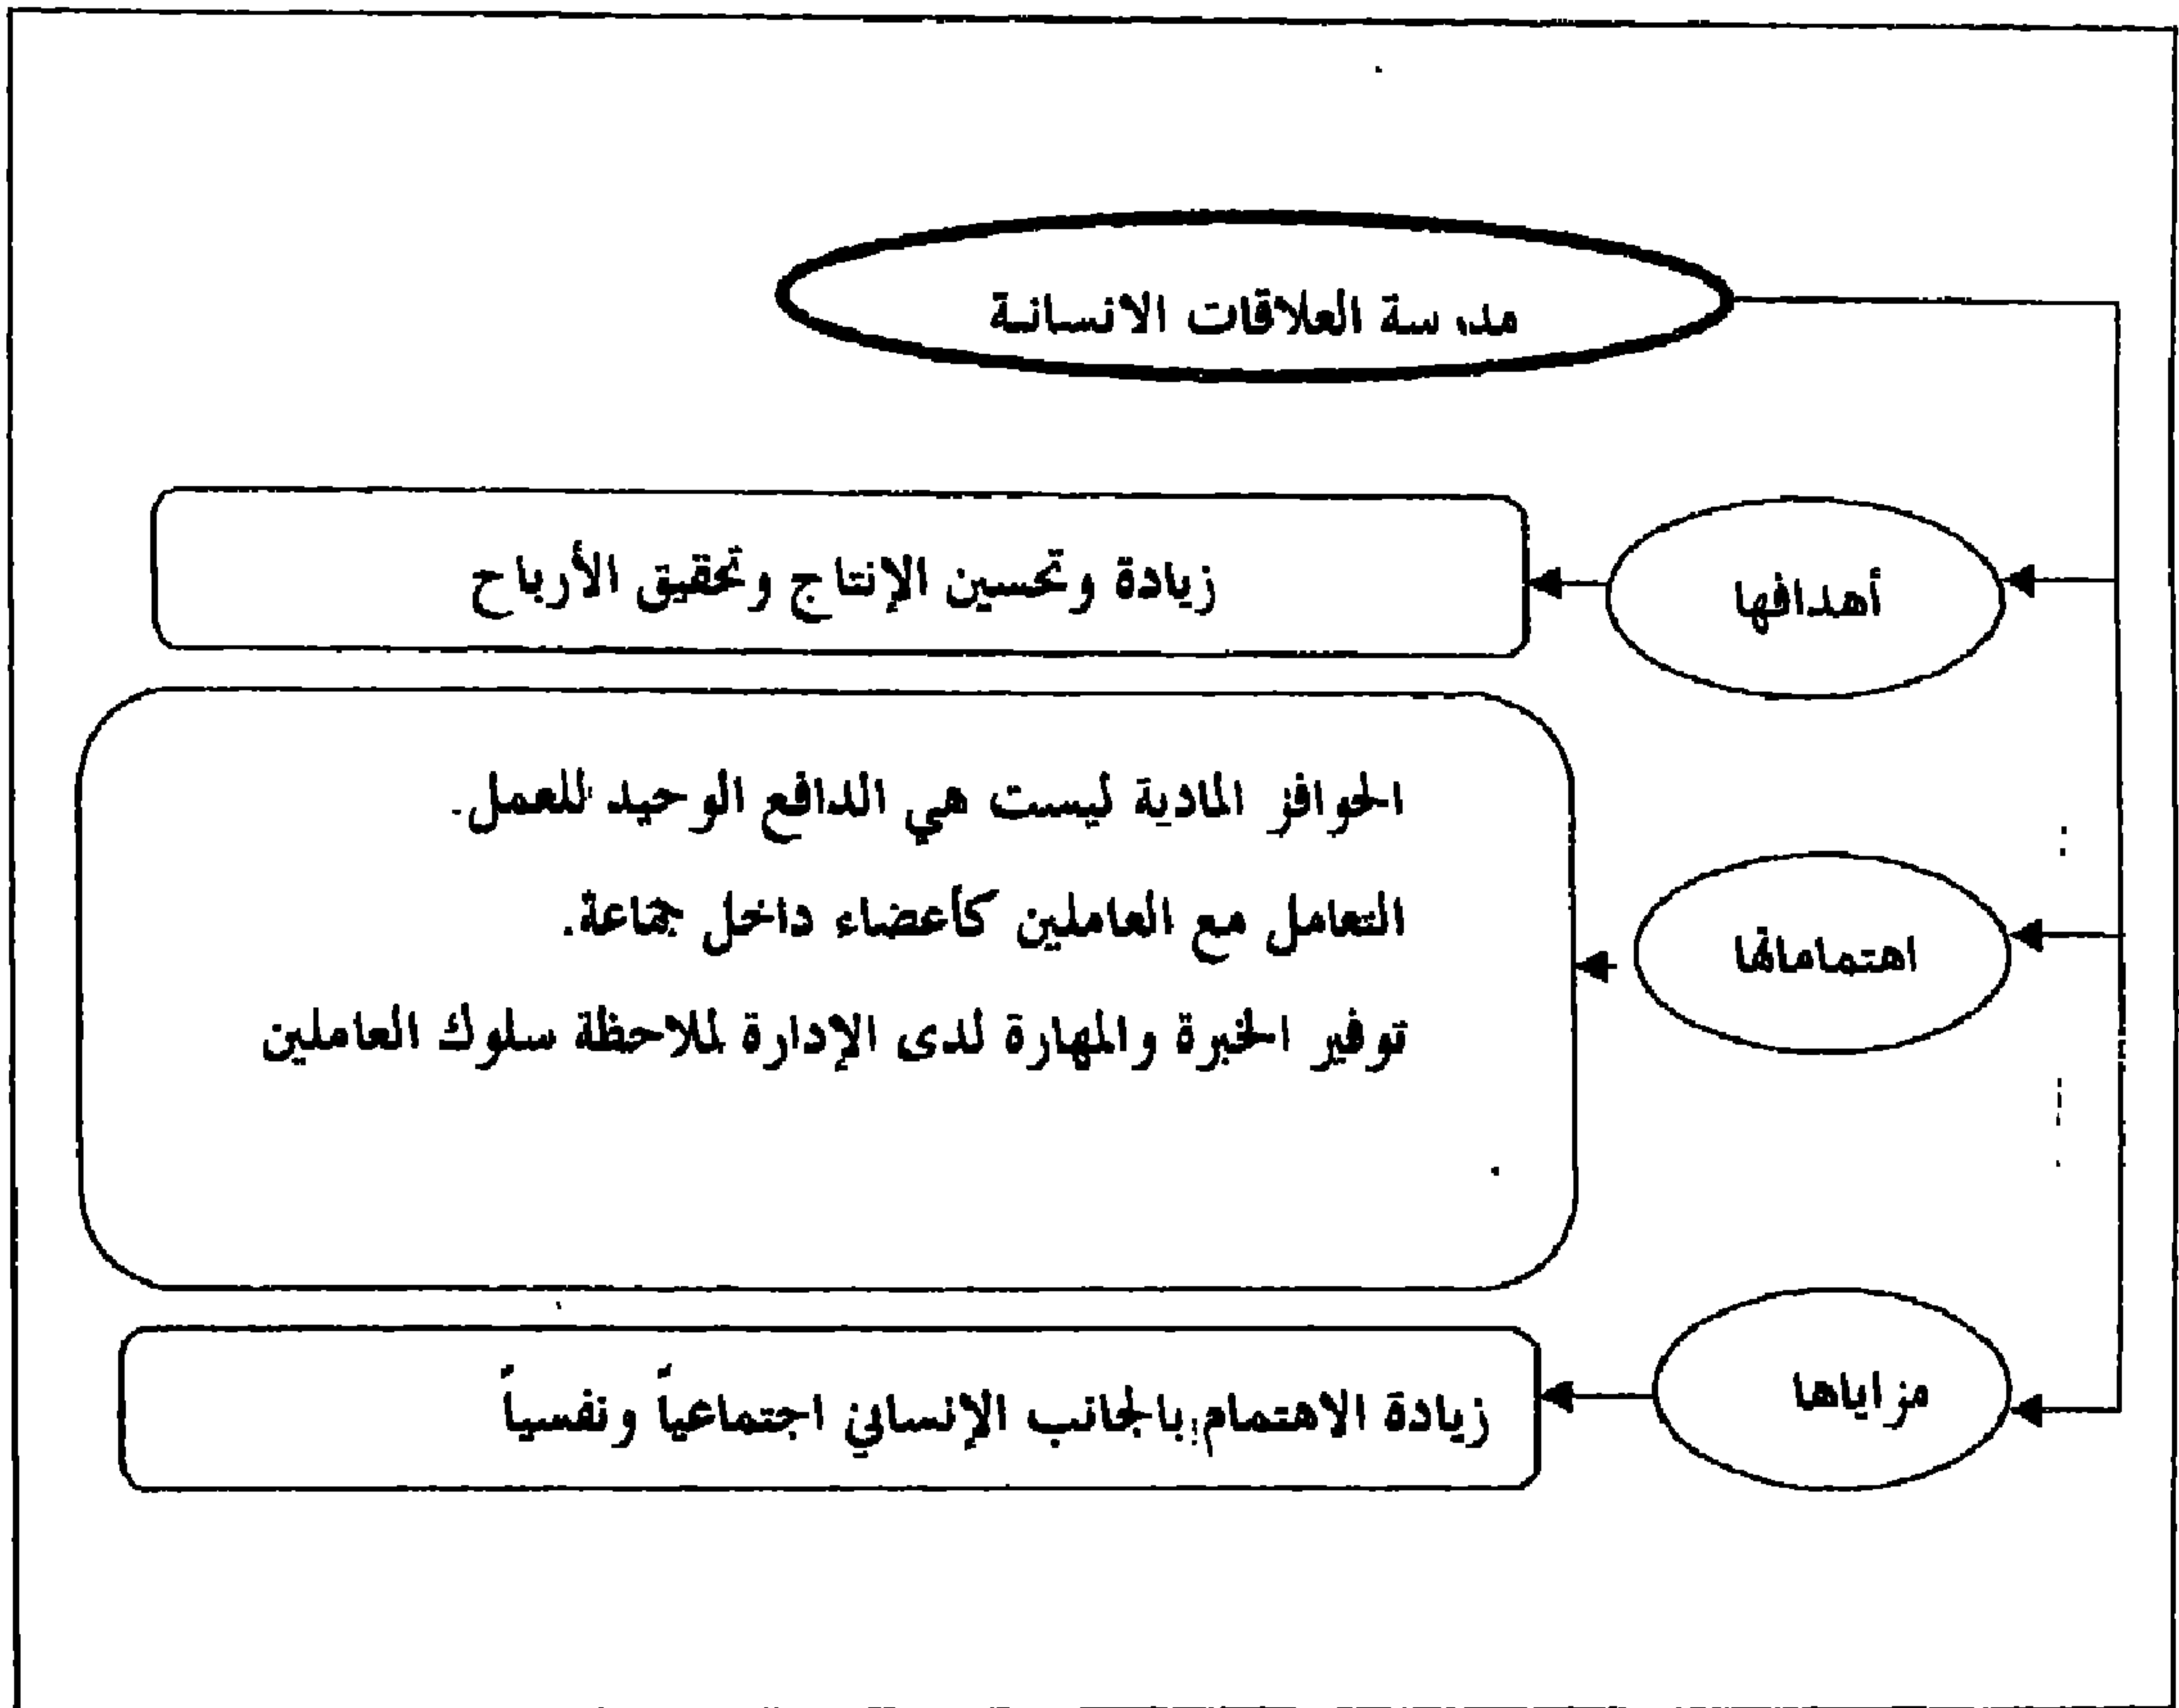 مدرسة العلاقات الانسانية
أهدافها
زيادة وتحسين الإنتاج وتحقيق الأرباح
اهتماماتها
الحوافز المادية ليست هي الدافع الوحيد للعمل.
التعامل مع العاملين كأعضاء داخل جماعة.
توفير الخبرة والمهارة لدى الإدارة لملاحظة سلوك العاملين
مزاياها
زيادة الاهتمام بالجانب الإنساني اجتماعياً ونفسياً